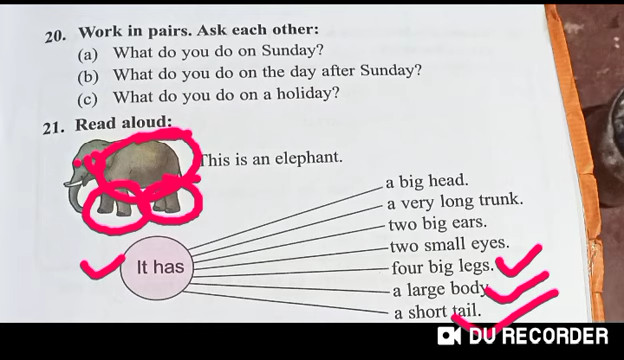 20. Work in pairs. Ask each other:
(a) What do you do on Sunday?
(b) What do you do on the day after Sunday?
(c) What do you do on a holiday?
21. Read aloud:
This is an elephant.
a big head.
a very long trunk.
two big ears.
two small eyes.
It has
four big legs.
a large body
a short tail.
DU RECORDER